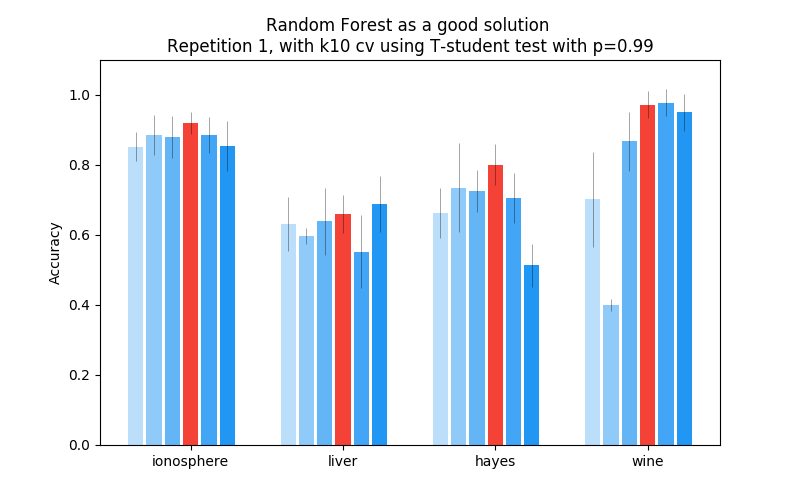 Random Forest as a good solution
Repetition 1, with k10 cv using T-student test with p=0.99
Accuracy
1.0
0.8
0.6
0.4
0.2
0.0
ionosphere
liver
hayes
wine